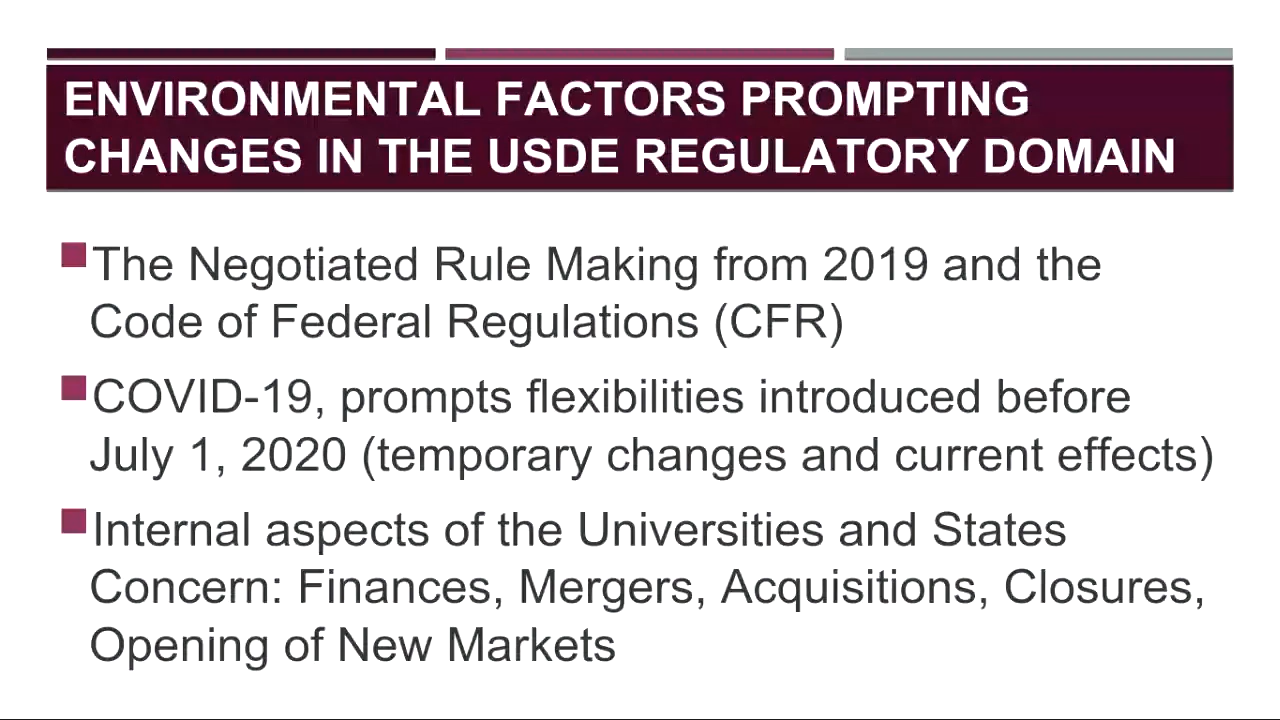 ENVIRONMENTAL FACTORS PROMPTING
CHANGES IN THE USDE REGULATORY DOMAIN
The Negotiated Rule Making from 2019 and the
Code of Federal Regulations (CFR)
COVID-19, prompts flexibilities introduced before
July 1, 2020 (temporary changes and current effects)
Internal aspects of the Universities and States
Concern: Finances, Mergers, Acquisitions, Closures,
Opening of New Markets